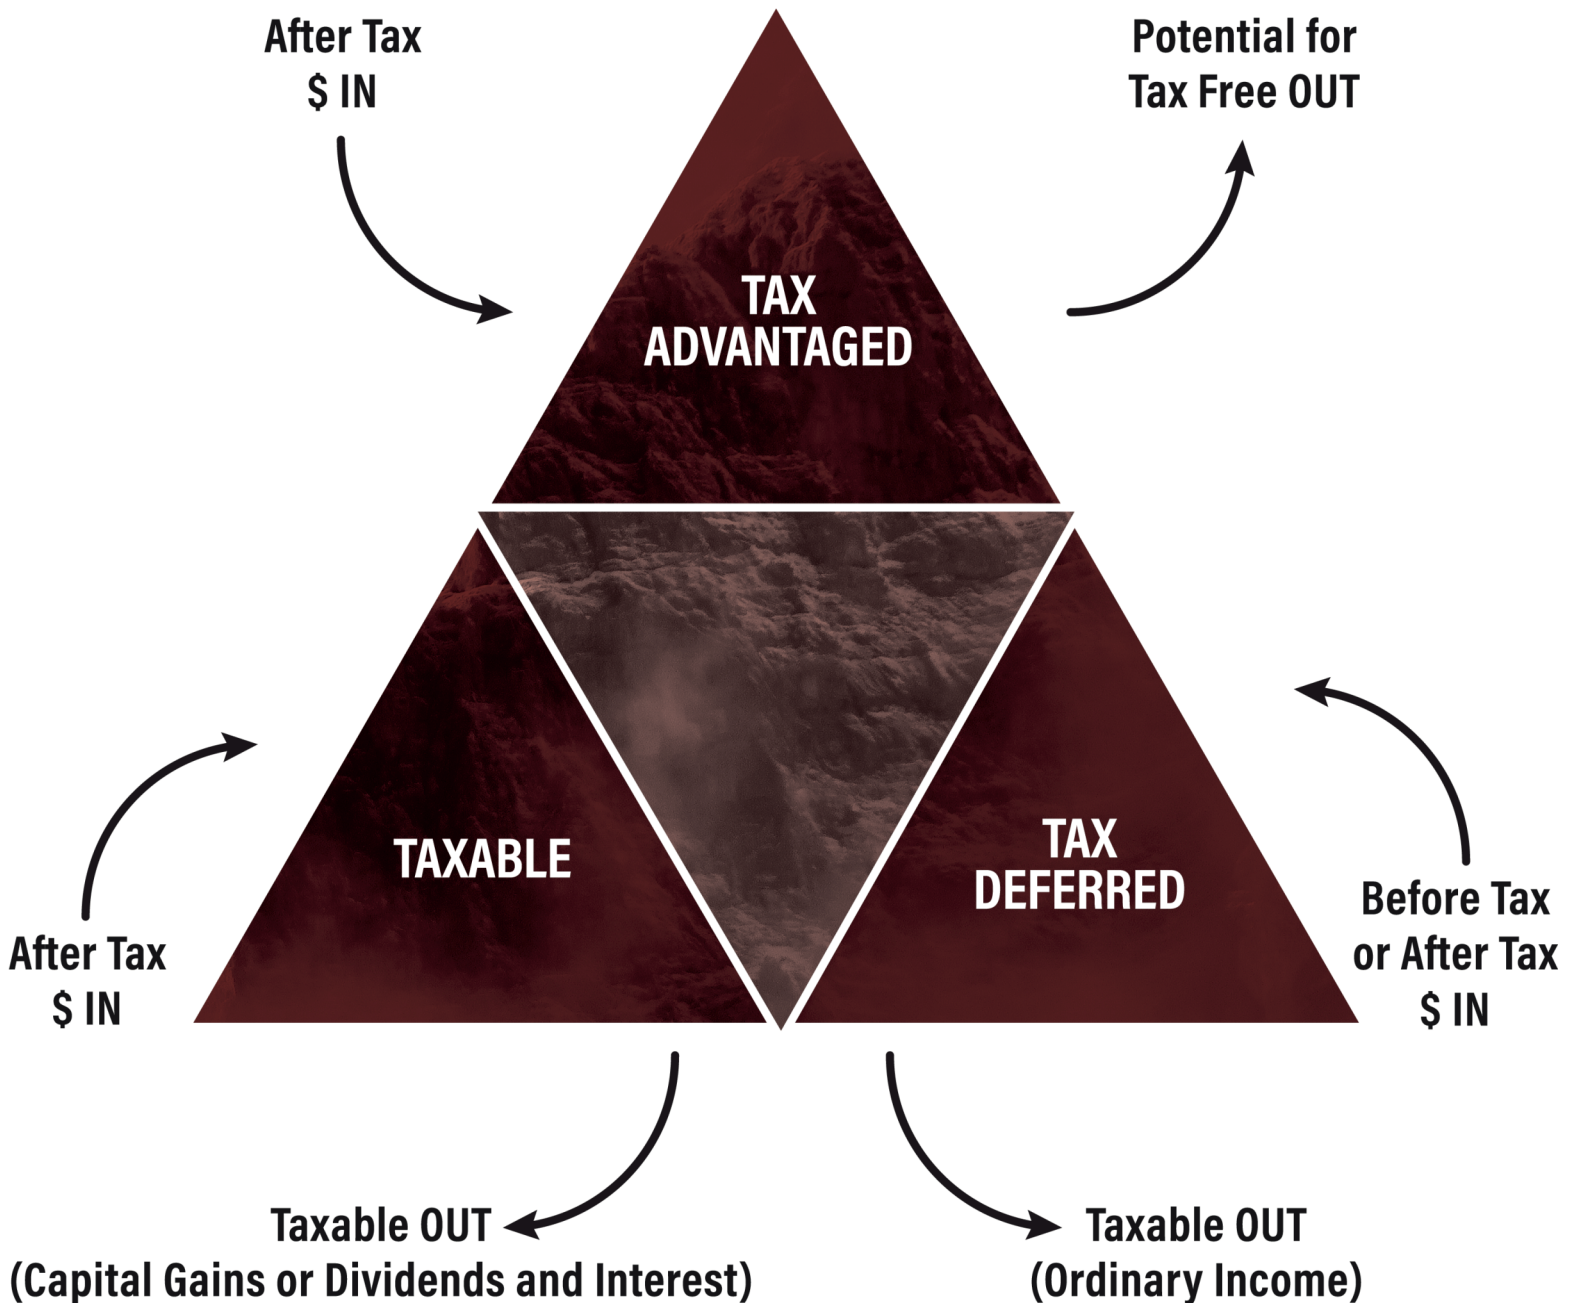 After Tax
$ IN
Potential for
Tax Free OUT
TAX
ADVANTAGED
TAXABLE
TAX
DEFERRED
After Tax
$ IN
Before Tax
or After Tax
$ IN
Taxable OUT
(Capital Gains or Dividends and Interest)
Taxable OUT
(Ordinary Income)